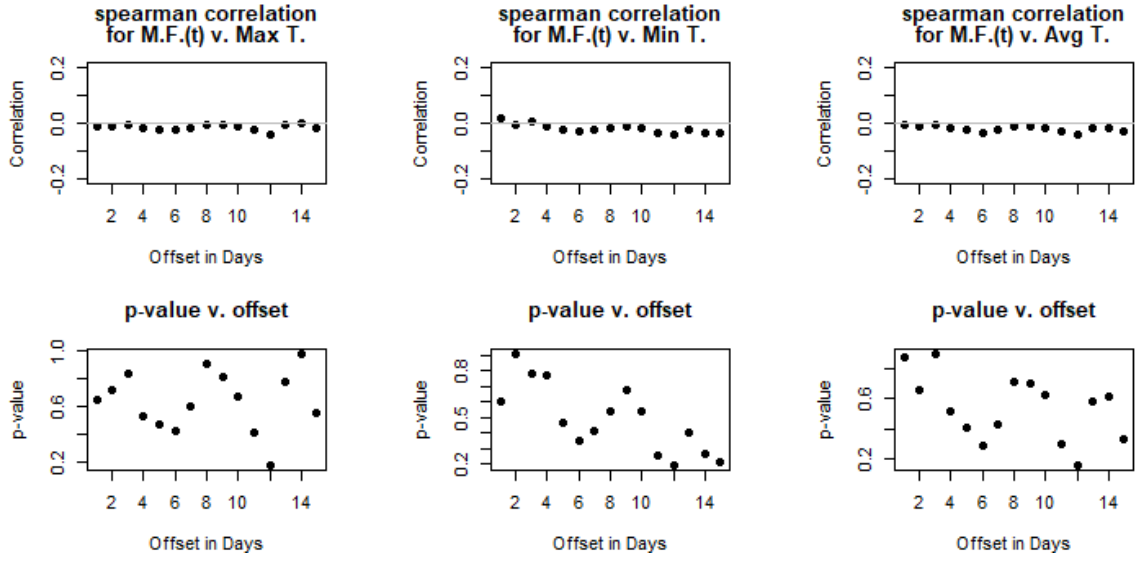 spearman correlation
for M.F.(t) v. Max T.
Correlation
0.2
0.0
-0.2
2 4 6 8 10 14
Offset in Days
spearman correlation
for M.F.(t) v. Min T.
Correlation
0.2
0.0
-0.2
2 4 6 8 10 14
Offset in Days
spearman correlation
for M.F.(t) v. Avg T.
Correlation
0.2
0.0
-0.2
2 4 6 8 10 14
Offset in Days
p-value v. offset
p-value
1.0
0.6
0.2
2 4 6 8 10 14
Offset in Days
p-value v. offset
p-value
0.8
0.5
0.2
2 4 6 8 10 14
Offset in Days
p-value v. offset
p-value
0.6
0.2
2 4 6 8 10 14
Offset in Days